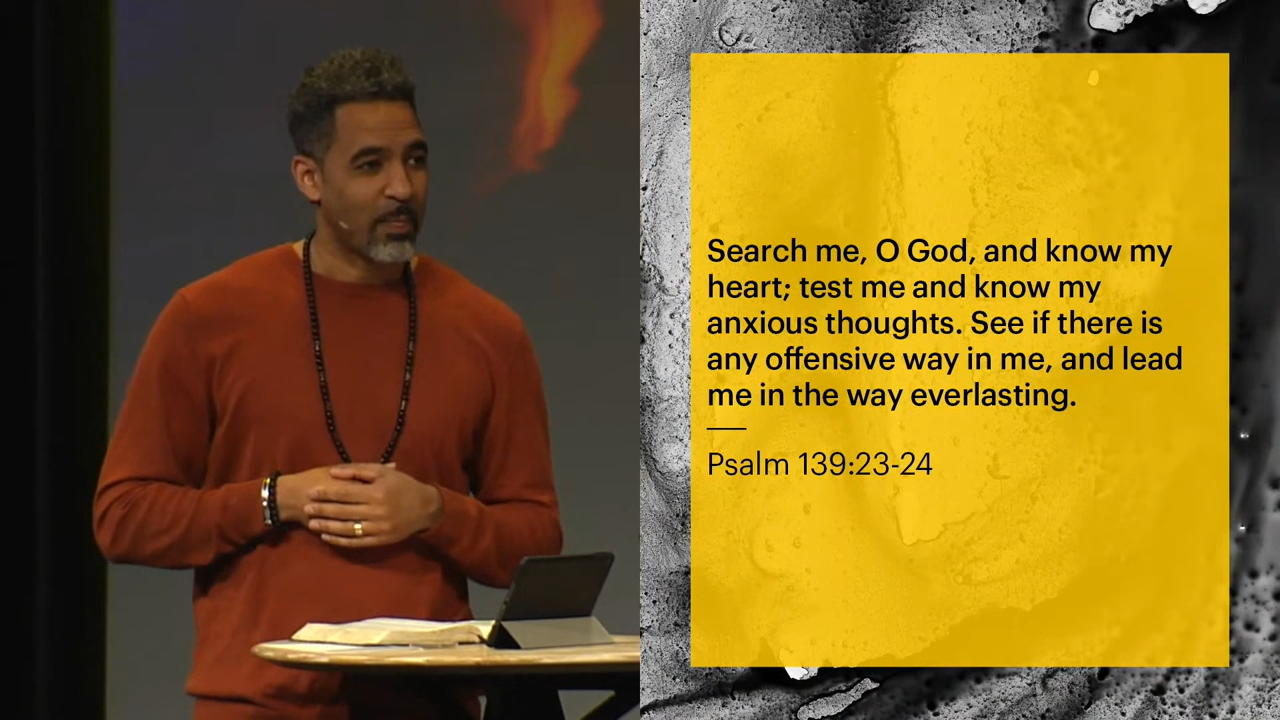 Search me, O God, and know my
heart; test me and know my
anxious thoughts. See if there is
any offensive way in me, and lead
me in the way everlasting.
Psalm 139:23-24